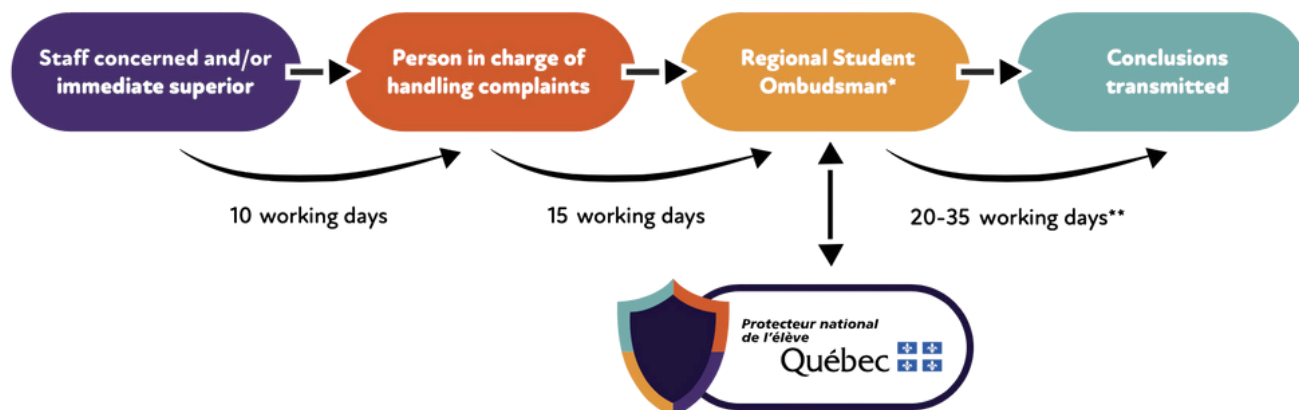 Staff concerned and/or
immediate superior
Person in charge of
handling complaints
Regional Student
Ombudsman*
Conclusions
transmitted
10 working days
15 working days
20-35 working days**
Protecteur national
de l'élève
Québec